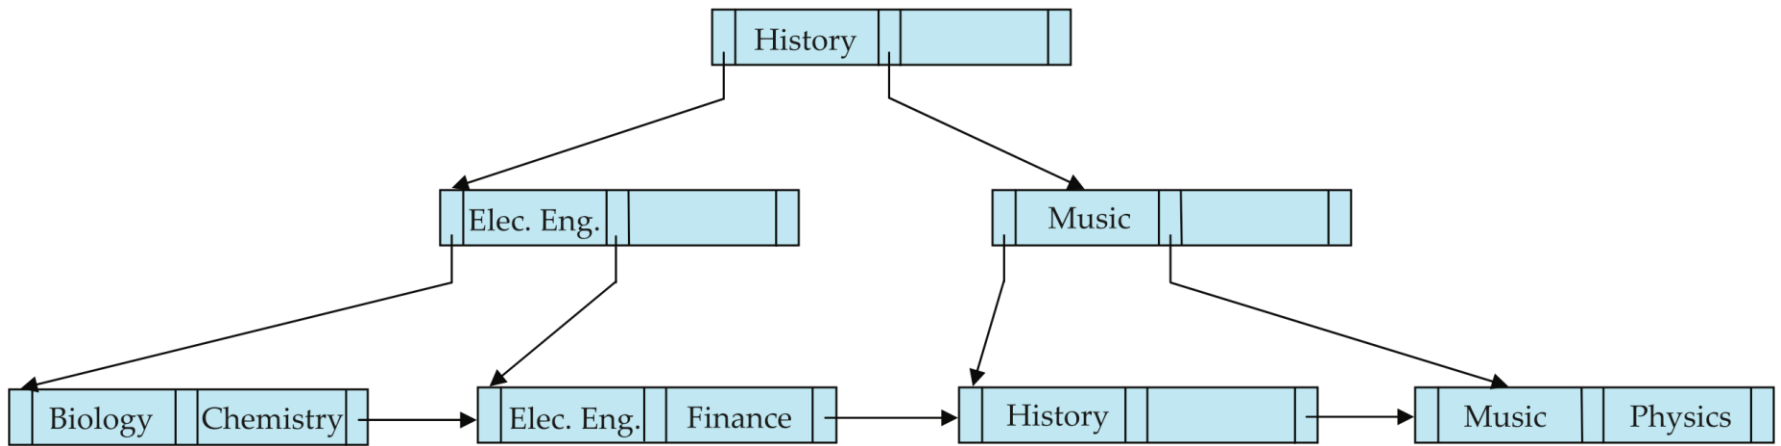 History
Elec. Eng.
Music
Biology
Chemistry
Elec. Eng.
Finance
History
Music
Physics